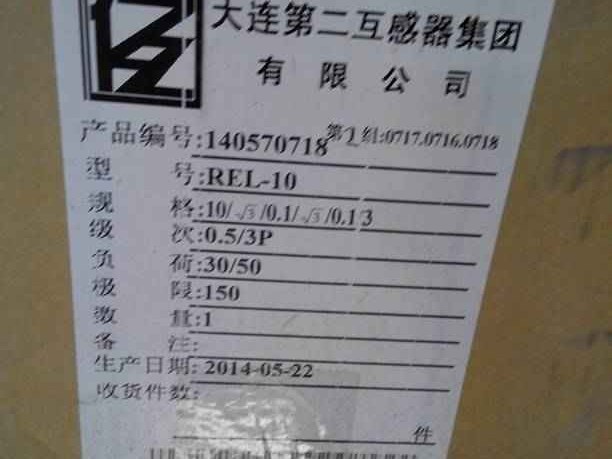 大连第二互感器集团
有限公司
产品编号:140570718 第1组:0717.0716.0718
型 号:REL-10
规 格:10/√3/0.1/√3/0.1 3
级 次:0.5/3P
负 荷:30/50
极 限:150
数 量:1
备 注:
生产日期: 2014-05-22
收货件数:
件